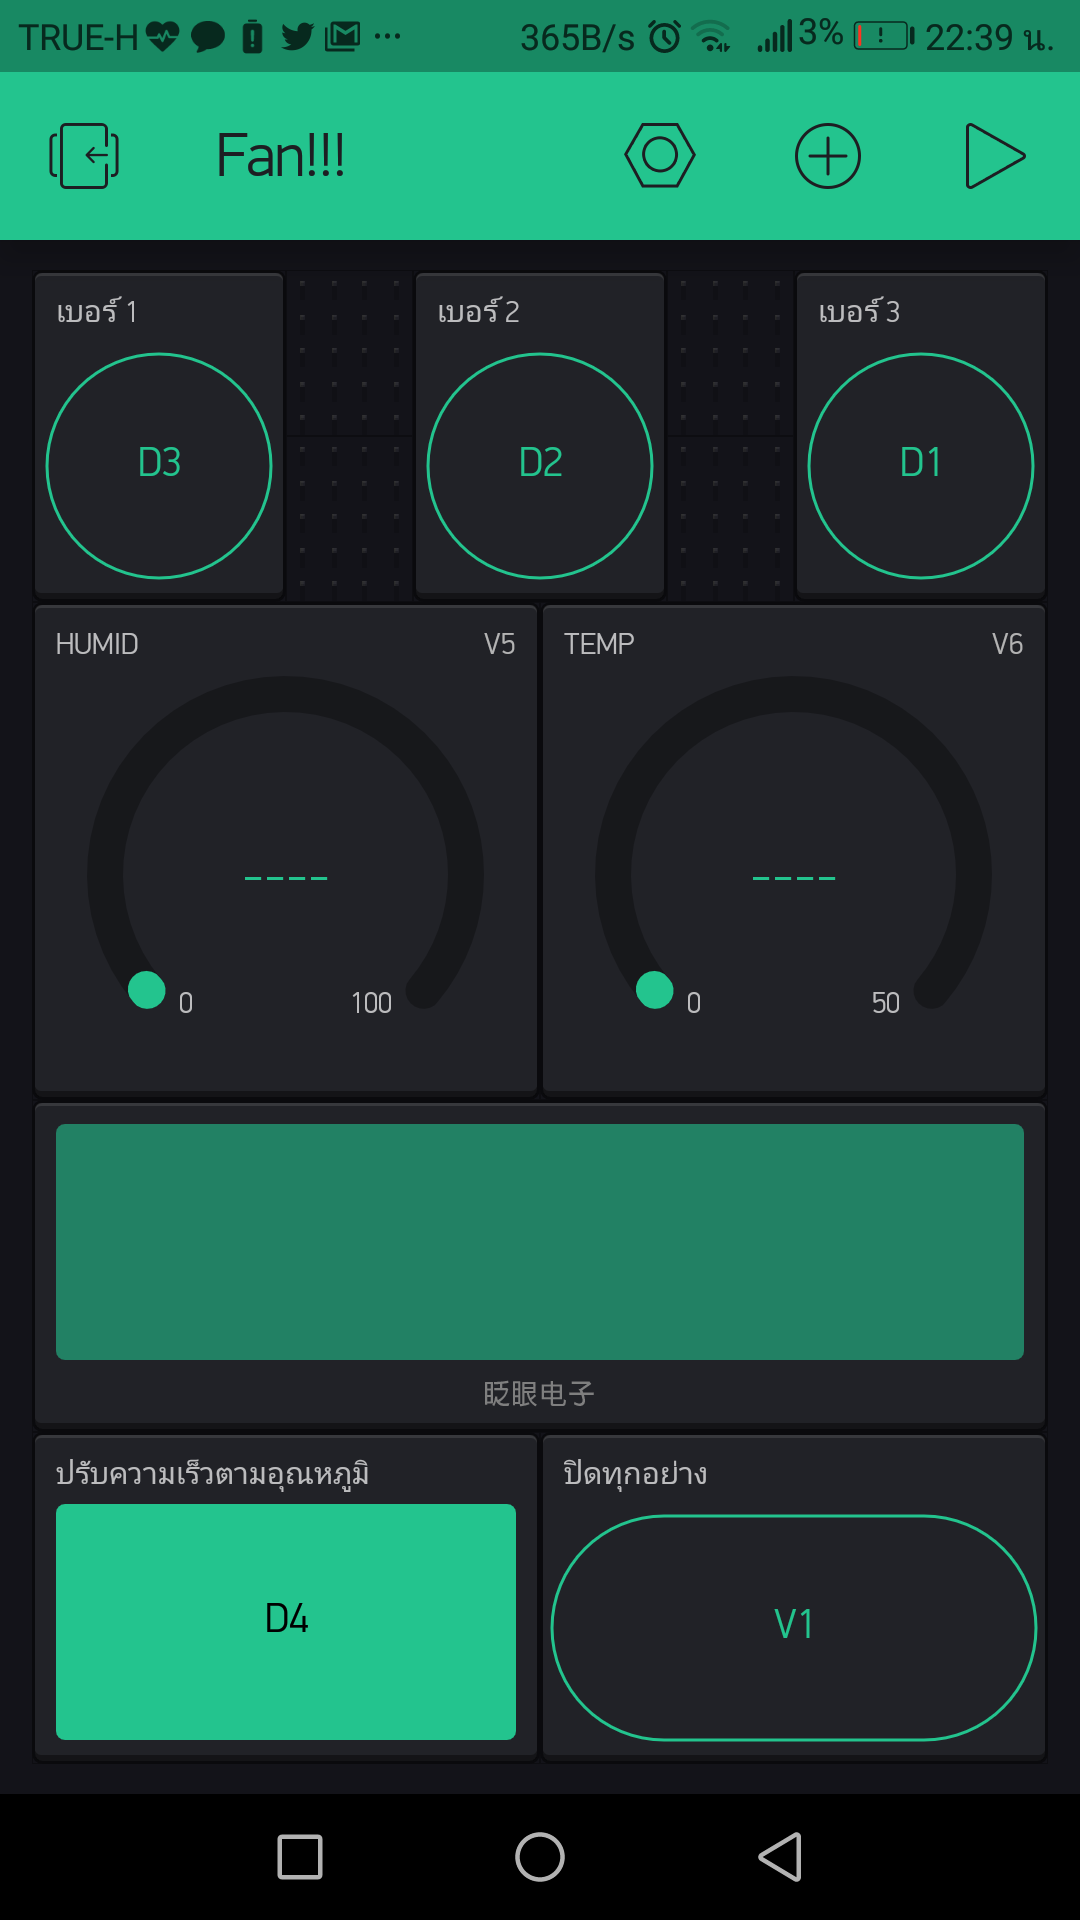 TRUE-H 365B/s 3% 22:39 น.
Fan!!!
เบอร์ 1 เบอร์ 2 เบอร์ 3
D3 D2 D1
HUMID V5 TEMP V6
---- ----
0 100 0 50
眨眼电子
ปรับความเร็วตามอุณหภูมิ ปิดทุกอย่าง
D4 V1